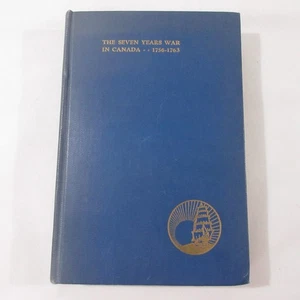 THE SEVEN YEARS WAR
IN CANADA - - 1756-1763